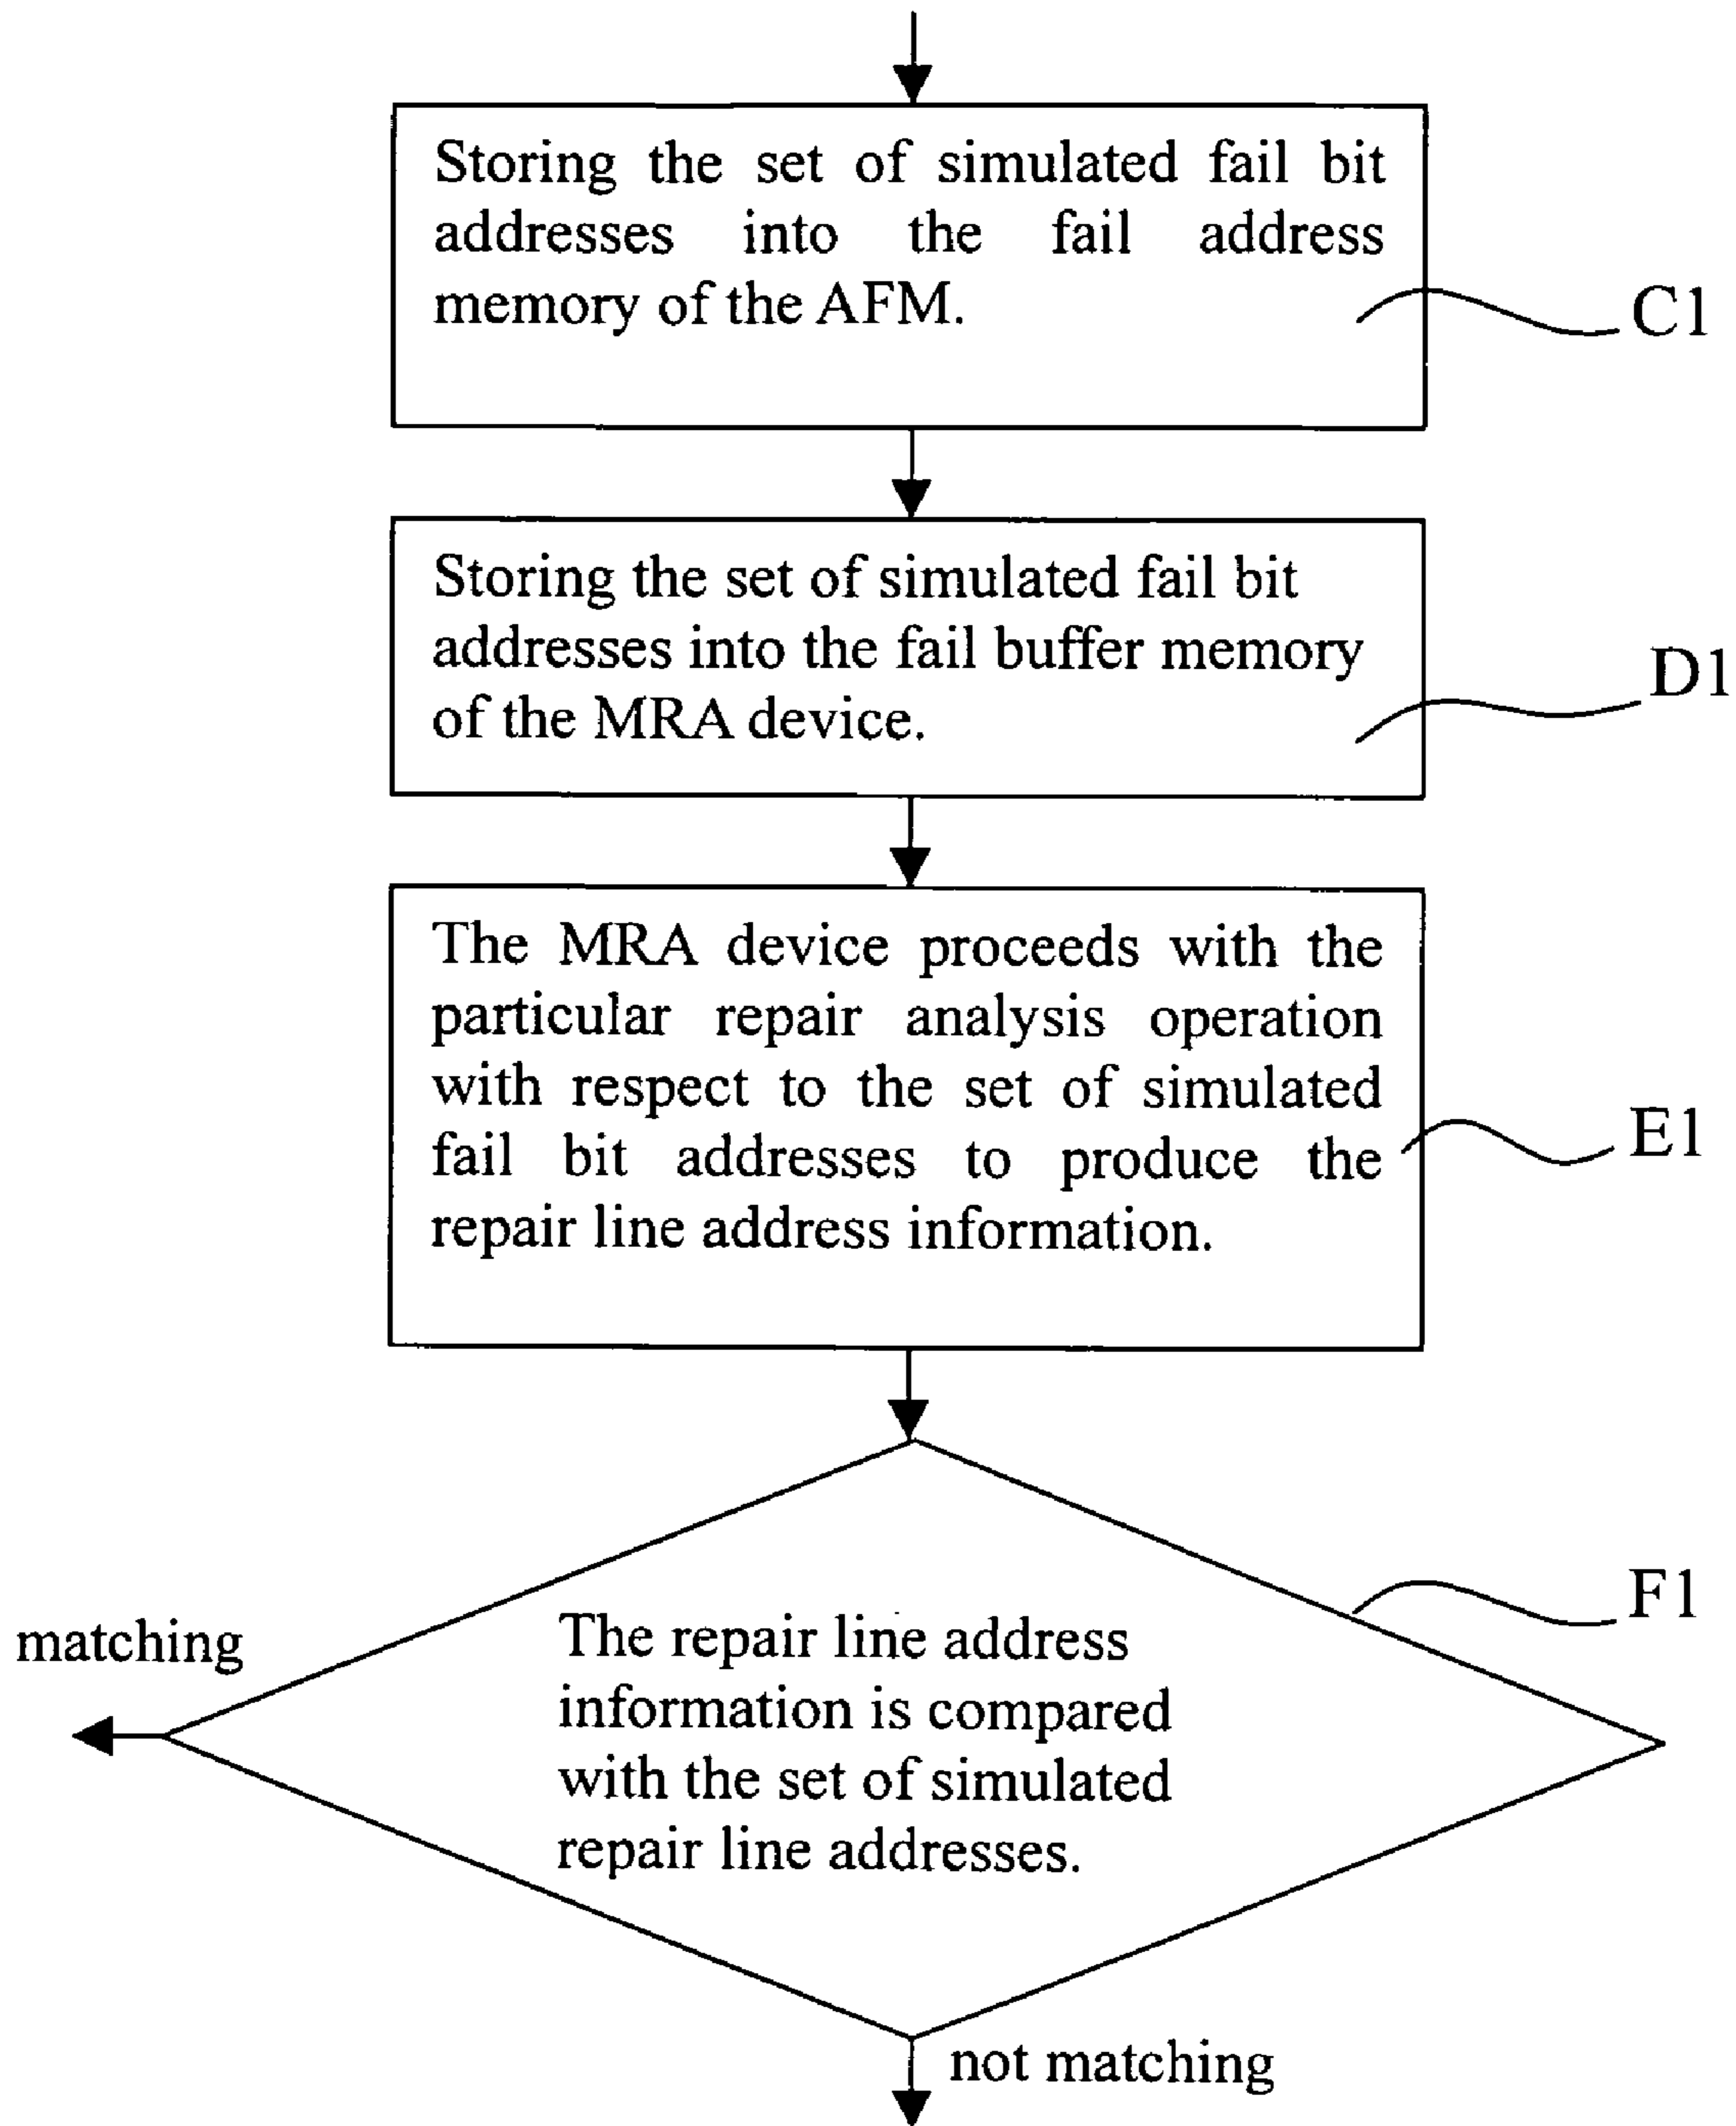 Storing the set of simulated fail bit
addresses into the fail address
memory of the AFM.
C1
Storing the set of simulated fail bit
addresses into the fail buffer memory
of the MRA device.
D1
The MRA device proceeds with the
particular repair analysis operation
with respect to the set of simulated
fail bit addresses to produce the
repair line address information.
E1
F1
matching
The repair line address
information is compared
with the set of simulated
repair line addresses.
not matching